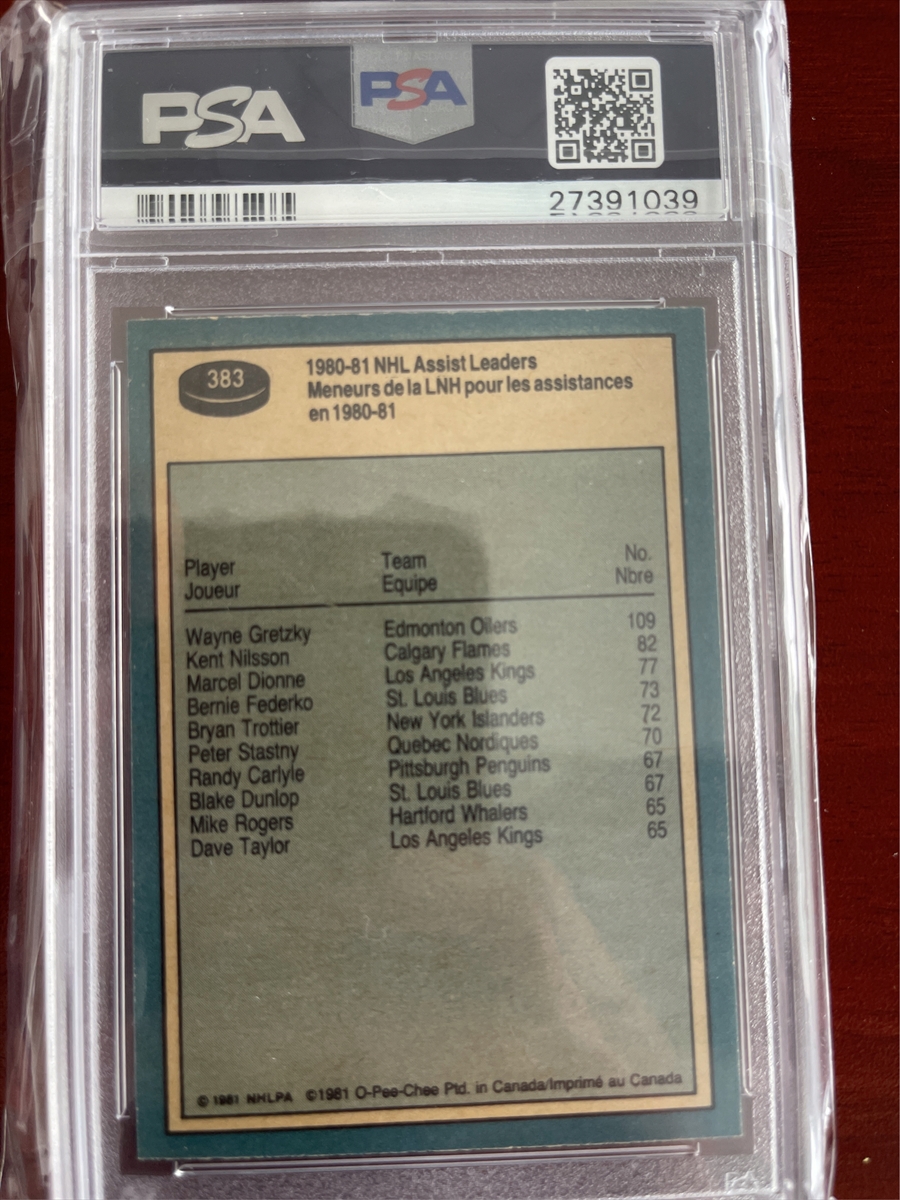 PSA
PSA
27391039
383
1980-81 NHL Assist Leaders
Meneurs de la LNH pour les assistances
en 1980-81
Player Team No.
Joueur Equipe Nbre
Wayne Gretzky Edmonton Oilers 109
Kent Nilsson Calgary Flames 82
Marcel Dionne Los Angeles Kings 77
Bernie Federko St. Louis Blues 73
Bryan Trottier New York Islanders 72
Peter Stastny Quebec Nordiques 70
Randy Carlyle Pittsburgh Penguins 67
Blake Dunlop St. Louis Blues 67
Mike Rogers Hartford Whalers 65
Dave Taylor Los Angeles Kings 65
© 1981 NHLPA ©1981 O-Pee-Chee Ptd. in Canada/Imprimé au Canada